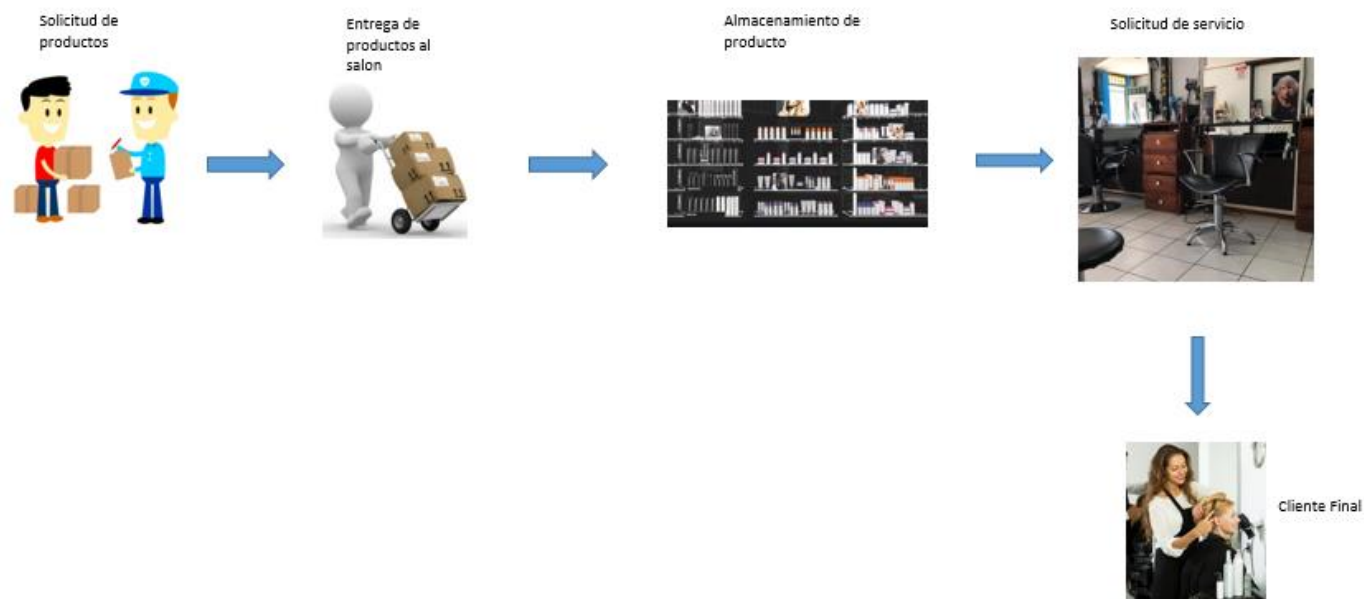 Solicitud de
productos
Entrega de
productos al
salon
Almacenamiento de
producto
Solicitud de servicio
Cliente Final